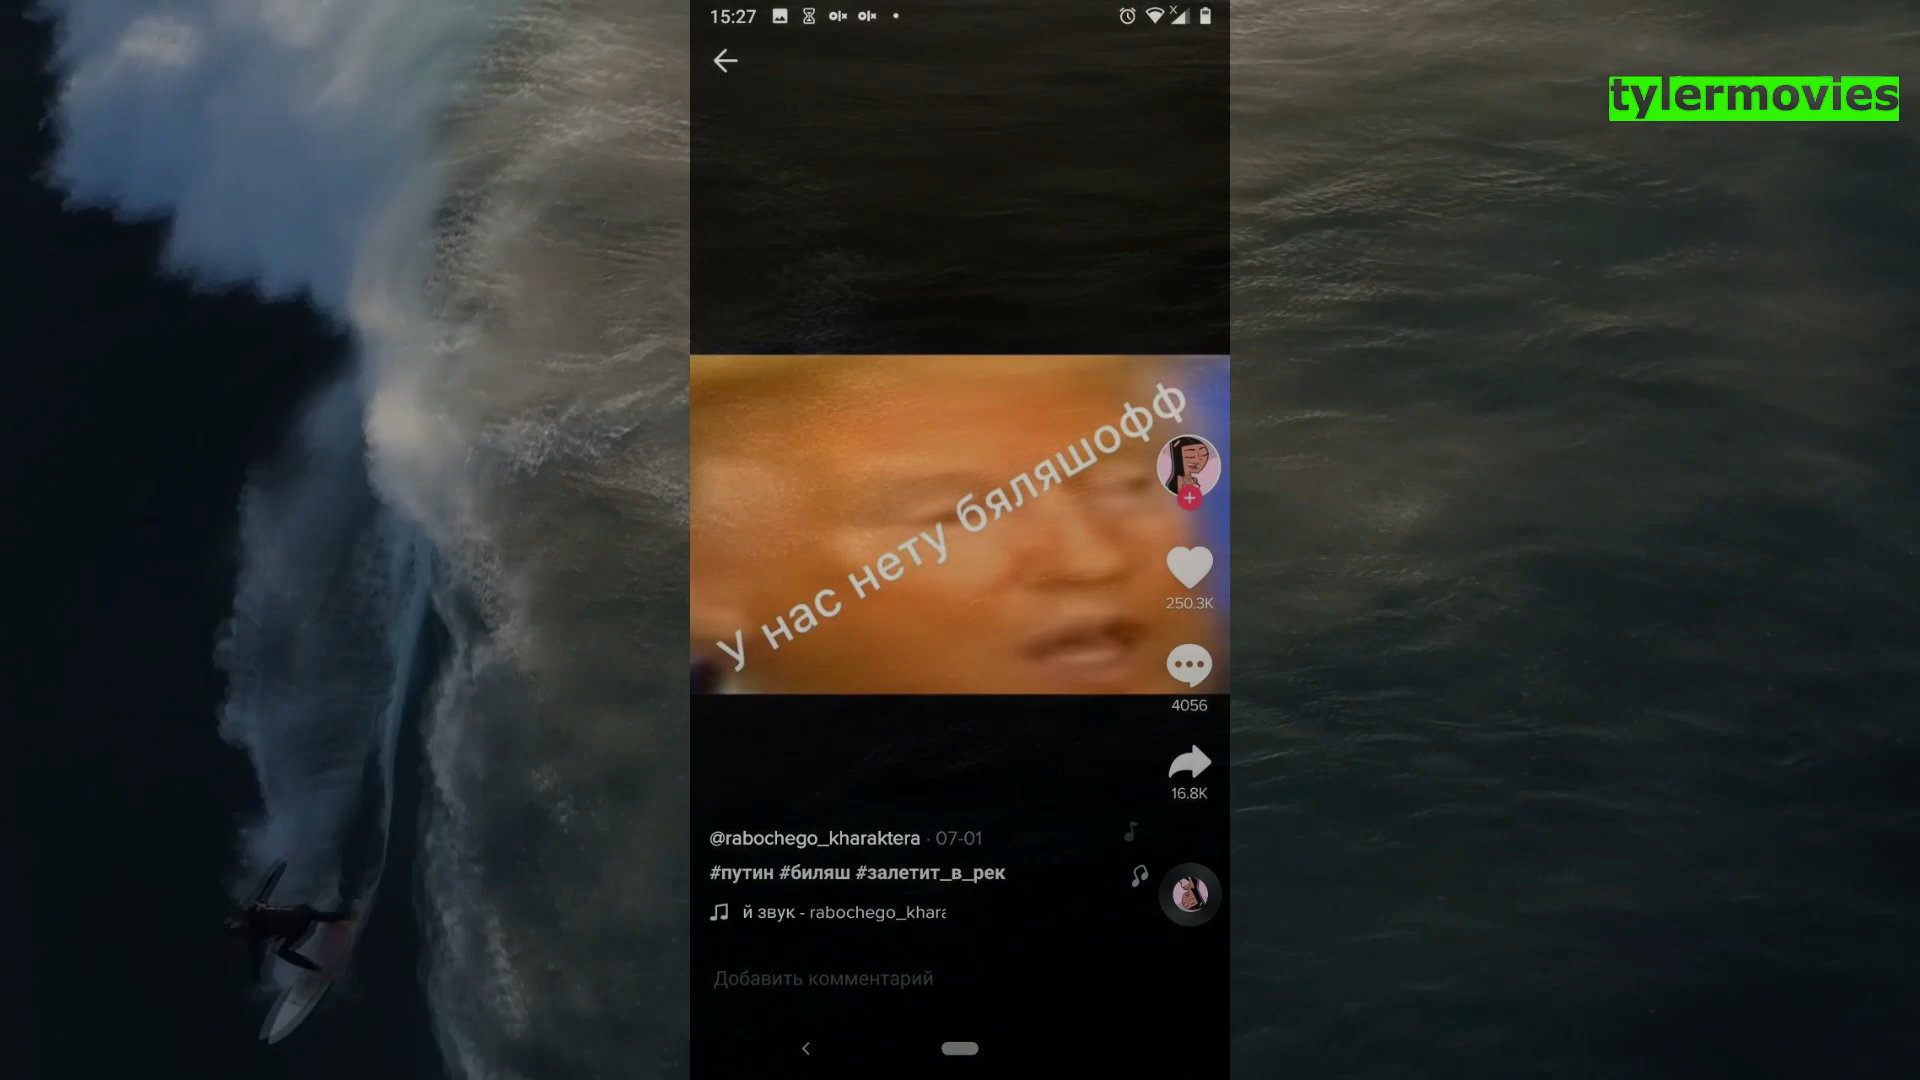 15:27
tylermovies
У нас нету бяляшофф
250.3K
4056
16.8K
@rabochego_kharaktera · 07-01
#путин #биляш #залетит_в_рек
й звук - rabochego_khara
Добавить комментарий